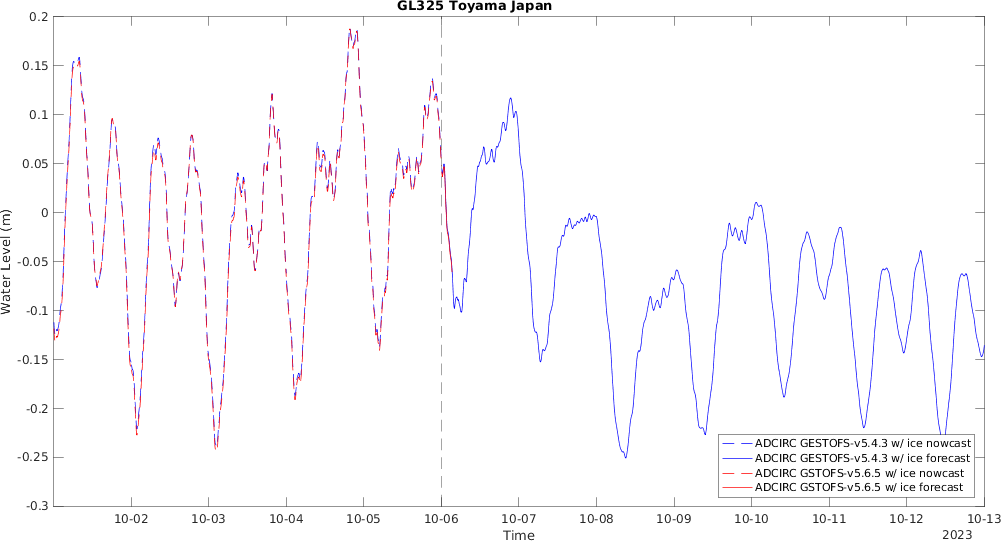 GL325 Toyama Japan
0.2
0.15
0.1
0.05
0
-0.05
-0.1
-0.15
-0.2
-0.25
-0.3
Water Level (m)
ADCIRC GESTOFS-v5.4.3 w/ ice nowcast
ADCIRC GESTOFS-v5.4.3 w/ ice forecast
ADCIRC GSTOFS-v5.6.5 w/ ice nowcast
ADCIRC GSTOFS-v5.6.5 w/ ice forecast
10-02 10-03 10-04 10-05 10-06 10-07 10-08 10-09 10-10 10-11 10-12 10-13
Time
2023